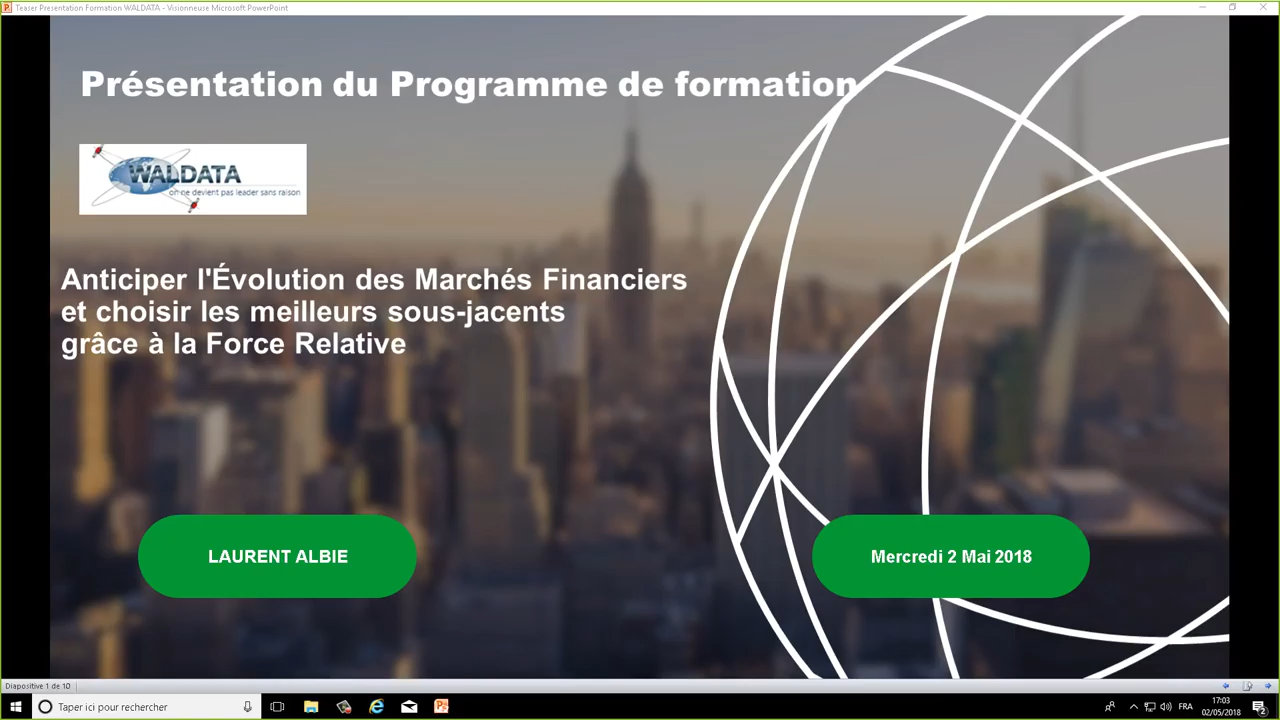 Teaser Presentation Formation WALDATA - Visionneuse Microsoft PowerPoint
Présentation du Programme de formation
WALDATA
on ne devient pas leader sans raison
Anticiper l'Évolution des Marchés Financiers
et choisir les meilleurs sous-jacents
grâce à la Force Relative
LAURENT ALBIE
Mercredi 2 Mai 2018
Diapositive 1 de 10
Taper ici pour rechercher
FRA
17:03
02/05/2018
2